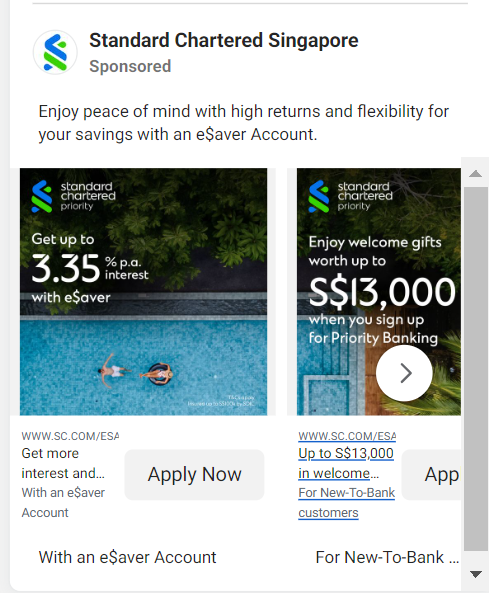 Standard Chartered Singapore
Sponsored
Enjoy peace of mind with high returns and flexibility for
your savings with an e$aver Account.
standard
chartered
priority
Get up to
3.35 % p.a. interest
with e$aver
WWW.SC.COM/ESA
Get more
interest and...
With an e$aver
Account
Apply Now
With an e$aver Account
standard
chartered
priority
Enjoy welcome gifts
worth up to
S$13,000
when you sign up
for Priority Banking
WWW.SC.COM/ESA
Up to S$13,000
in welcome...
For New-To-Bank
customers
App
For New-To-Bank ...